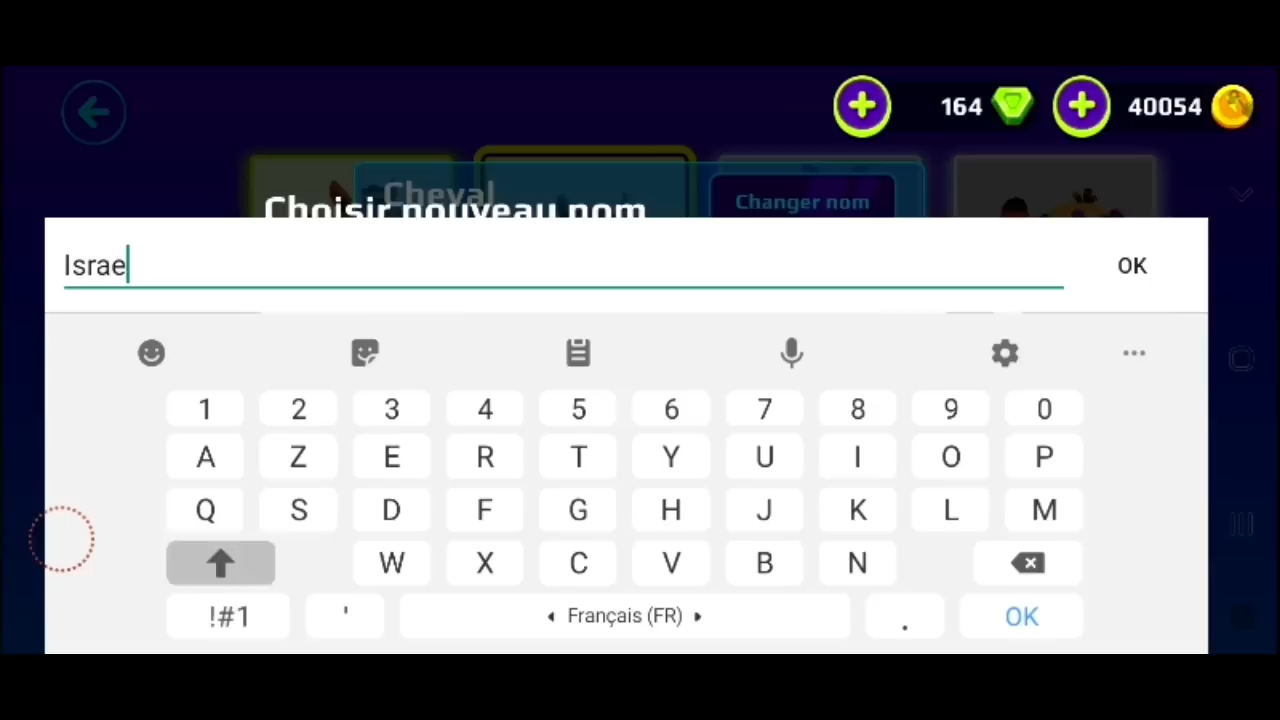 164
40054
Cheval
Changer nom
Choisir nouveau nom
Israe
OK
1 2 3 4 5 6 7 8 9 0
A Z E R T Y U I O P
Q S D F G H J K L M
W X C V B N
!#1 ' Français (FR) . OK